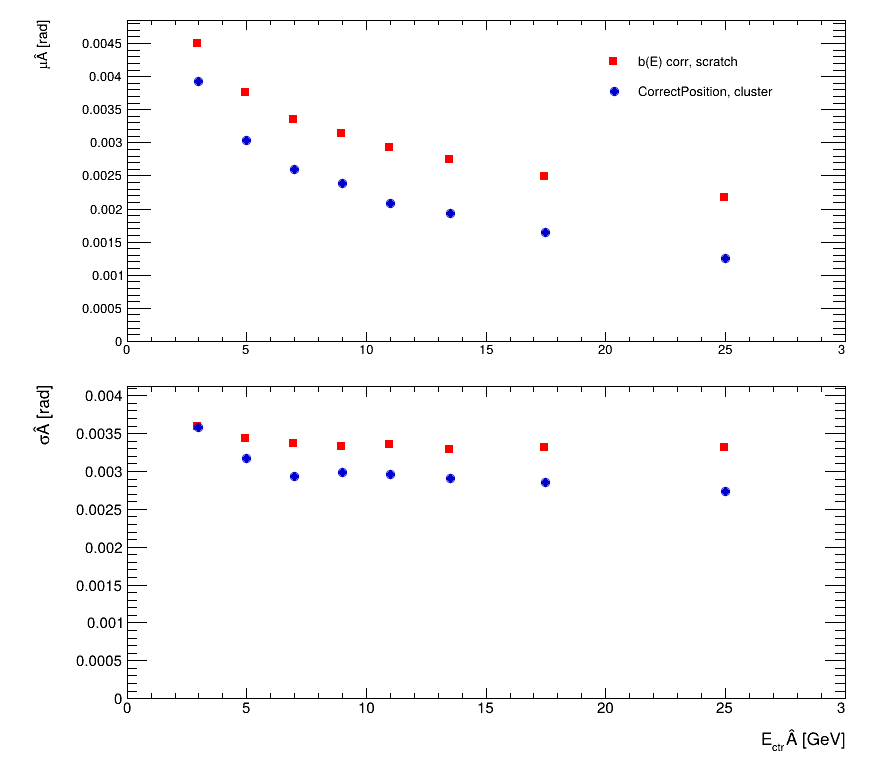 μÂ [rad]
0.0045
0.004
0.0035
0.003
0.0025
0.002
0.0015
0.001
0.0005
0
b(E) corr, scratch
CorrectPosition, cluster
0 5 10 15 20 25 3
σÂ [rad]
0.004
0.0035
0.003
0.0025
0.002
0.0015
0.001
0.0005
0
0 5 10 15 20 25 3
E_ctr Â [GeV]